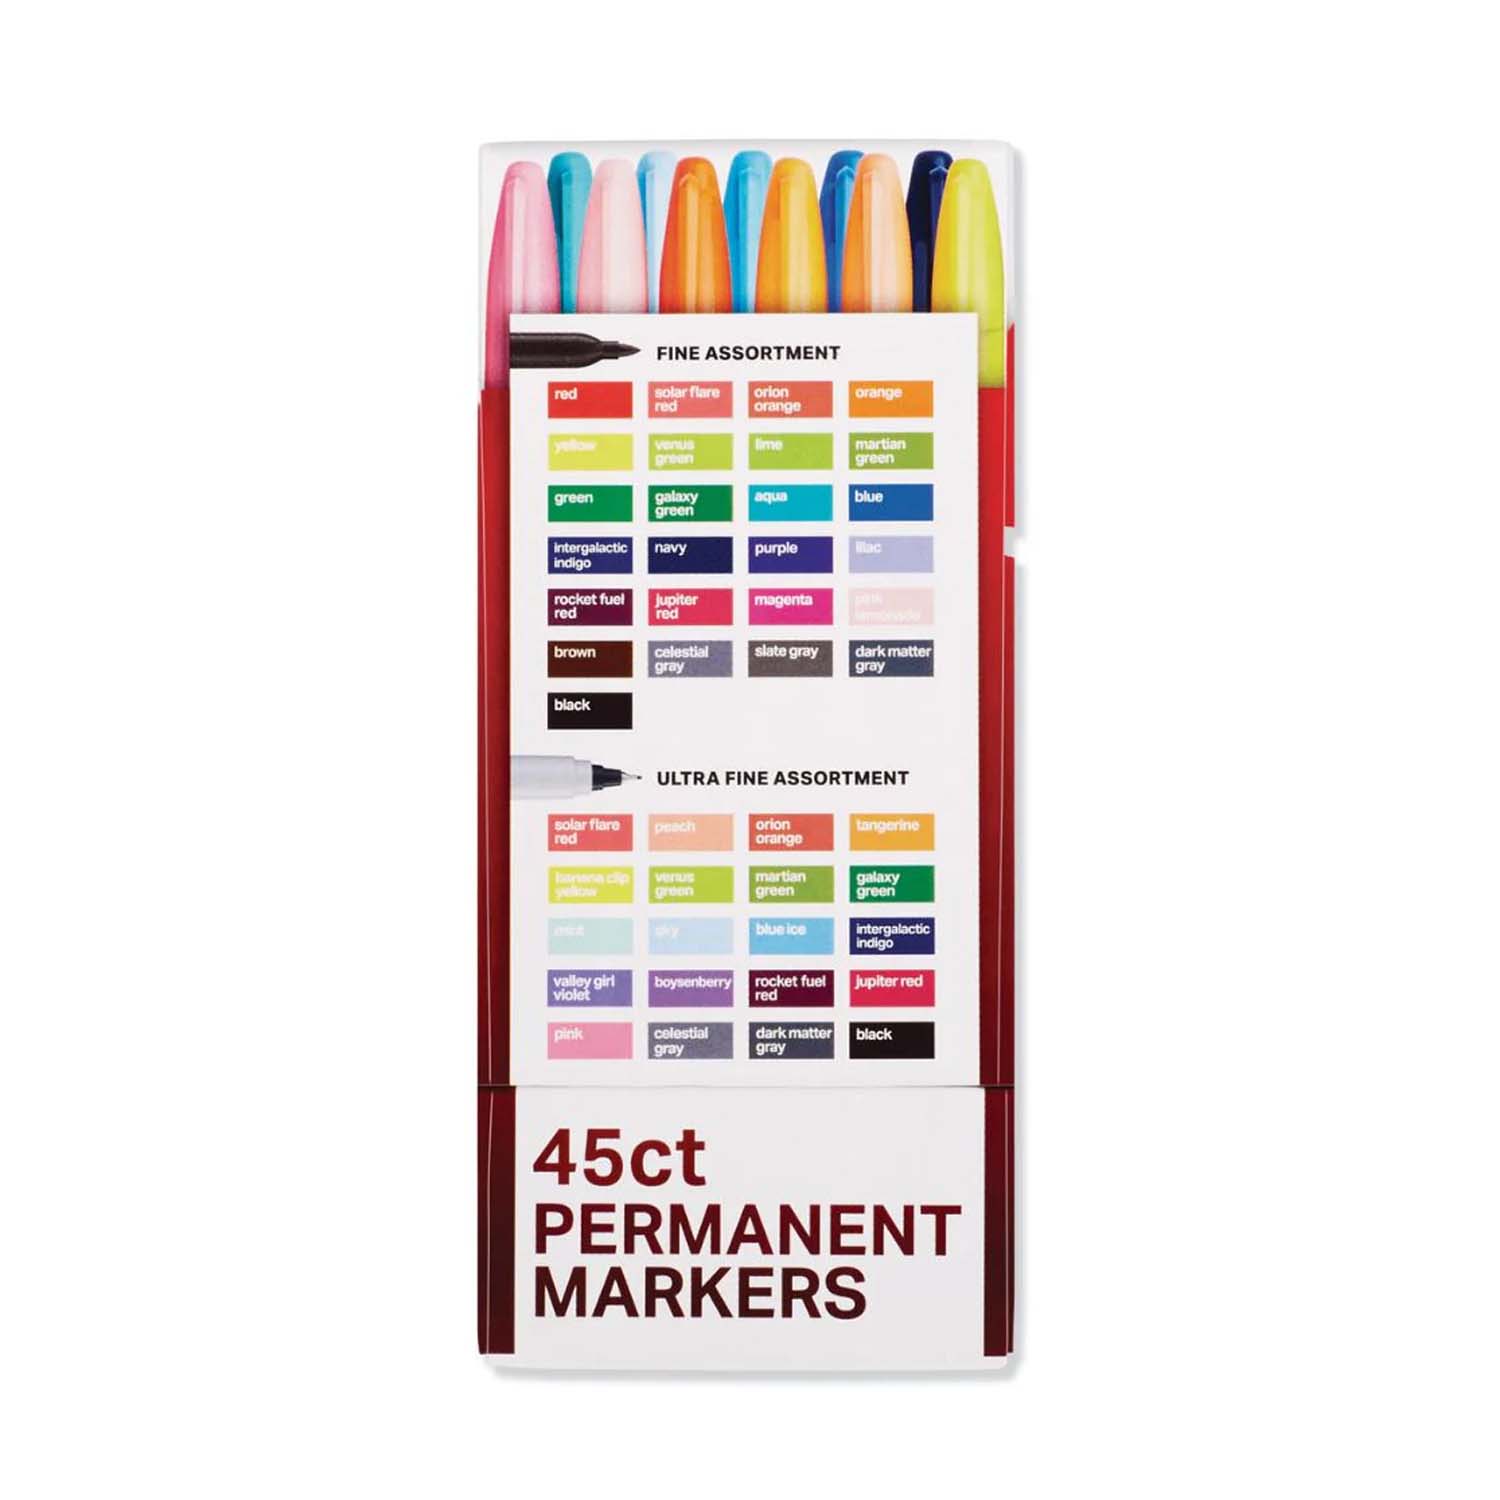 FINE ASSORTMENT
red
solar flare
red
orion
orange
orange
yellow
venus
green
lime
martian
green
green
galaxy
green
aqua
blue
intergalactic
indigo
navy
purple
lilac
rocket fuel
red
jupiter
red
magenta
pink
lemonade
brown
celestial
gray
slate gray
dark matter
gray
black
ULTRA FINE ASSORTMENT
solar flare
red
peach
orion
orange
tangerine
banana clip
yellow
venus
green
martian
green
galaxy
green
mint
sky
blue ice
intergalactic
indigo
valley girl
violet
boysenberry
rocket fuel
red
jupiter red
pink
celestial
gray
dark matter
gray
black
45ct
PERMANENT
MARKERS